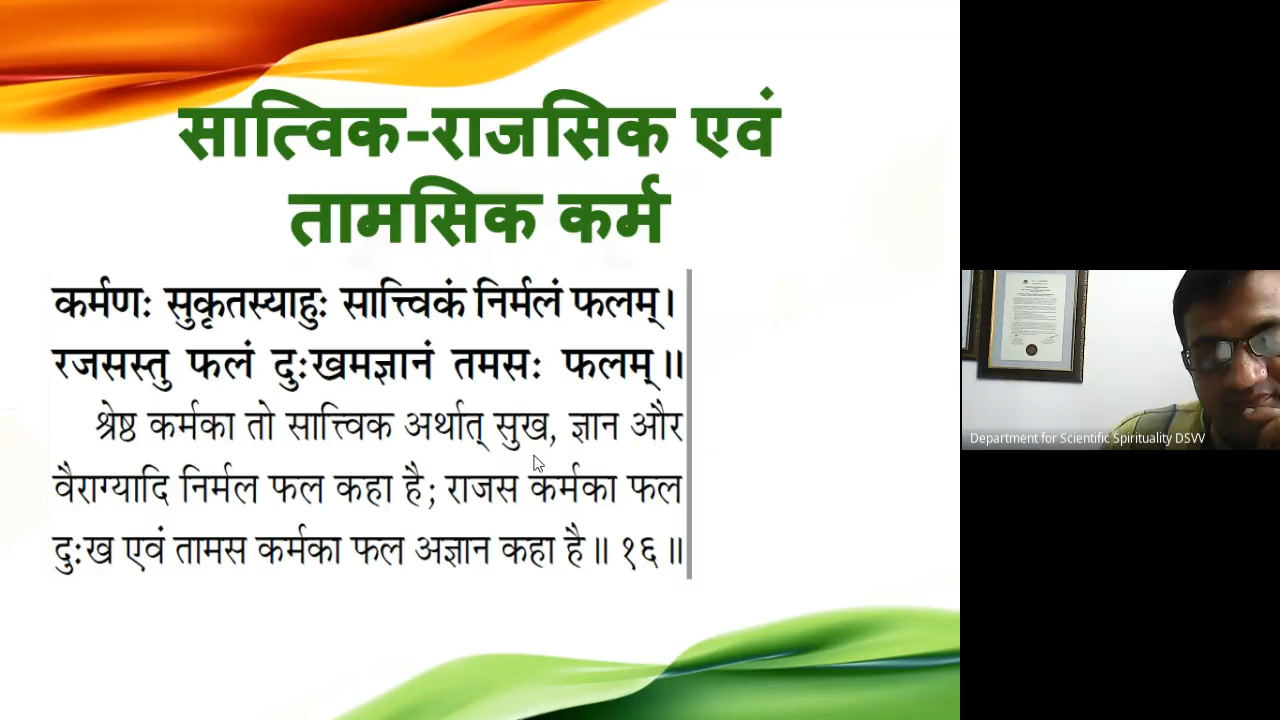 सात्विक-राजसिक एवं
तामसिक कर्म
कर्मणः सुकृतस्याहुः सात्त्विकं निर्मलं फलम्।
रजसस्तु फलं दुःखमज्ञानं तमसः फलम्॥
श्रेष्ठ कर्मका तो सात्त्विक अर्थात् सुख, ज्ञान और
वैराग्यादि निर्मल फल कहा है; राजस कर्मका फल
दुःख एवं तामस कर्मका फल अज्ञान कहा है॥ १६॥
Department for Scientific Spirituality DSVV